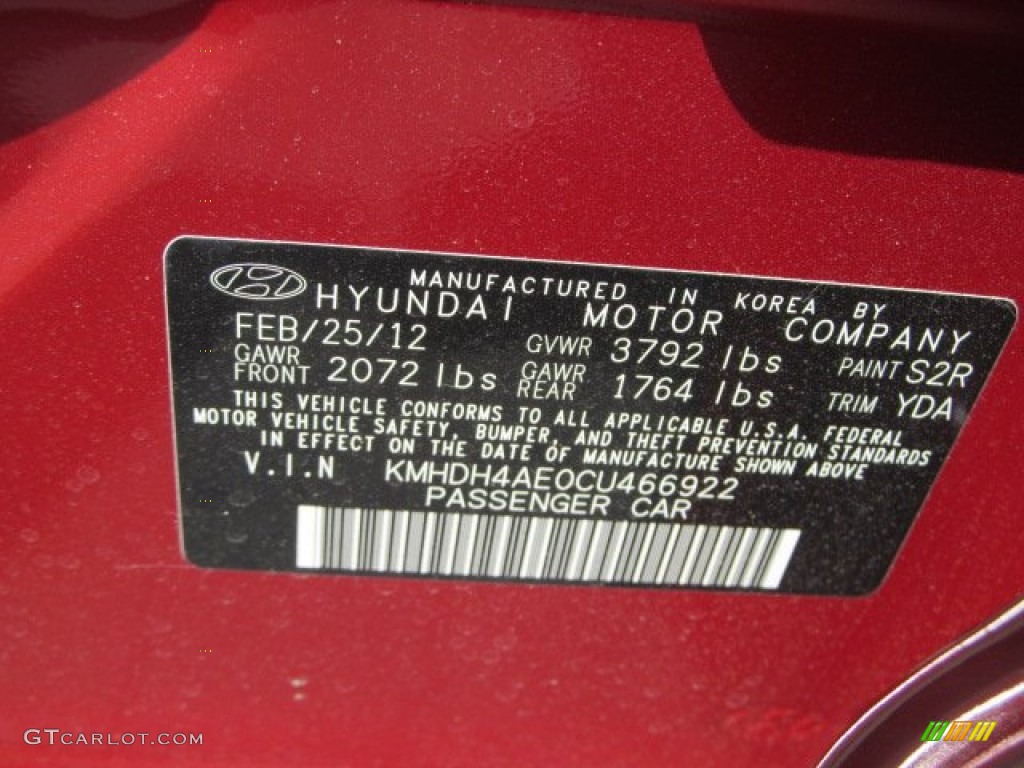 MANUFACTURED IN KOREA BY
HYUNDAI MOTOR COMPANY
FEB/25/12 GVWR 3792 lbs PAINT S2R
GAWR FRONT 2072 lbs GAWR REAR 1764 lbs TRIM YDA
THIS VEHICLE CONFORMS TO ALL APPLICABLE U.S.A. FEDERAL
MOTOR VEHICLE SAFETY, BUMPER, AND THEFT PREVENTION STANDARDS
IN EFFECT ON THE DATE OF MANUFACTURE SHOWN ABOVE
V.I.N KMHDH4AE0CU466922
PASSENGER CAR
GTCARLOT.COM